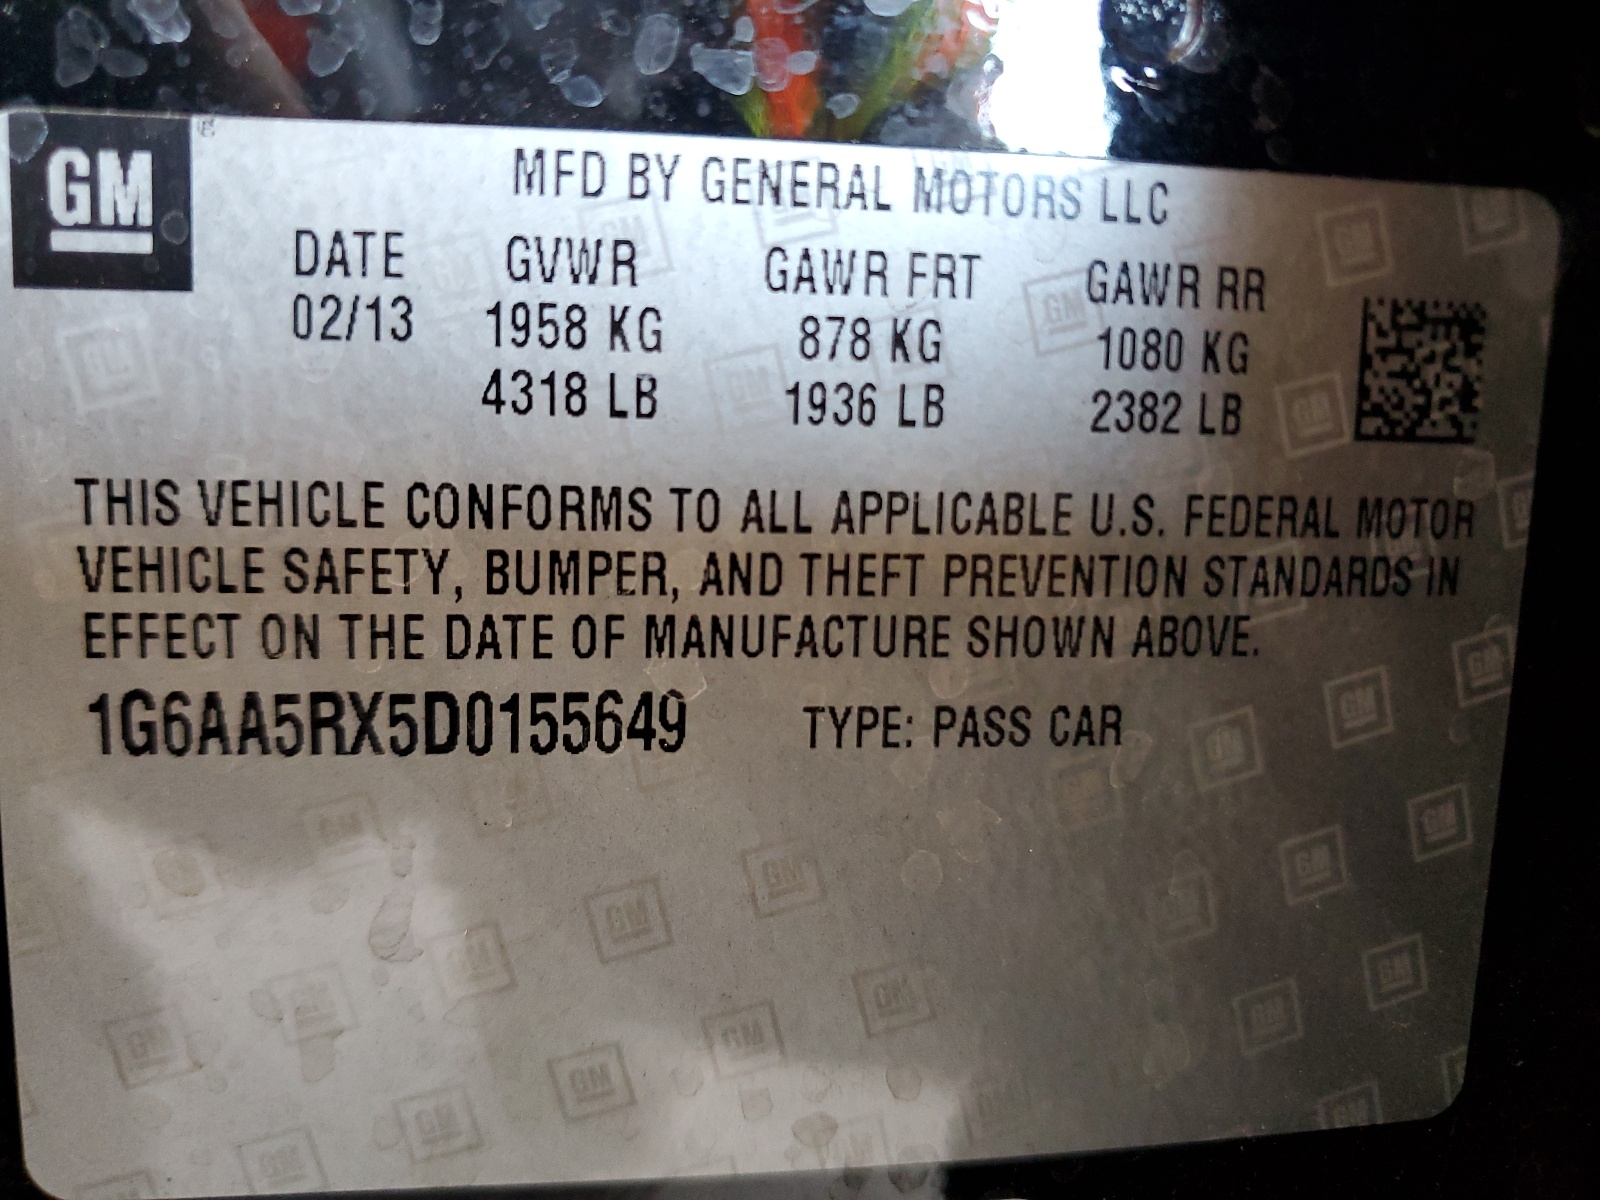 GM
MFD BY GENERAL MOTORS LLC
DATE GVWR GAWR FRT GAWR RR
02/13 1958 KG 878 KG 1080 KG
4318 LB 1936 LB 2382 LB
THIS VEHICLE CONFORMS TO ALL APPLICABLE U.S. FEDERAL MOTOR
VEHICLE SAFETY, BUMPER, AND THEFT PREVENTION STANDARDS IN
EFFECT ON THE DATE OF MANUFACTURE SHOWN ABOVE.
1G6AA5RX5D0155649 TYPE: PASS CAR